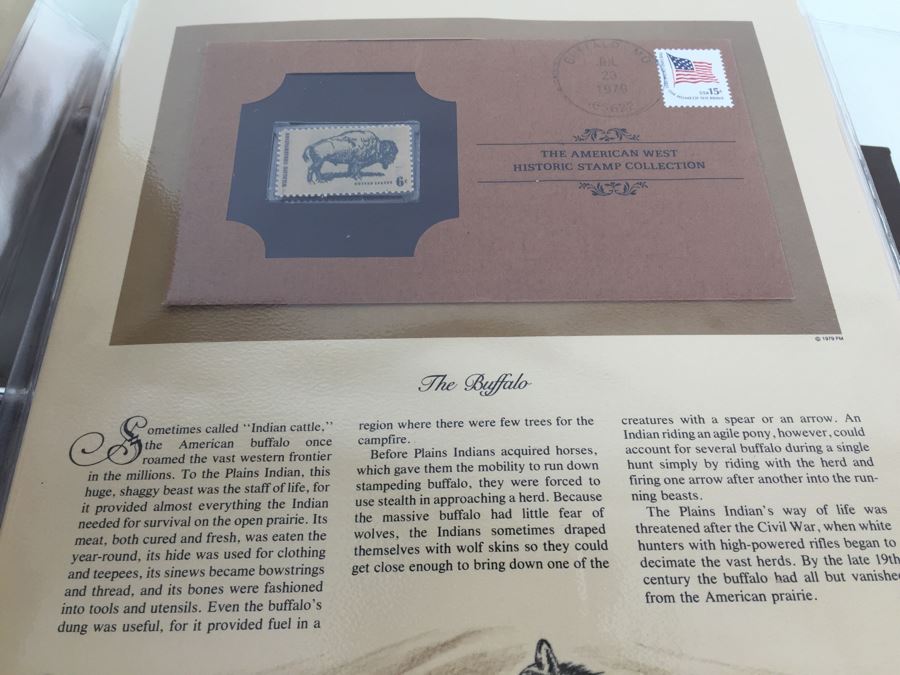 BUFFALO, MO
JUL
23
1979
65622
USA 15c
WILDLIFE CONSERVATION
UNITED STATES 6c
THE AMERICAN WEST
HISTORIC STAMP COLLECTION
© 1979 FM
The Buffalo
Sometimes called "Indian cattle,"
the American buffalo once
roamed the vast western frontier
in the millions. To the Plains Indian, this
huge, shaggy beast was the staff of life, for
it provided almost everything the Indian
needed for survival on the open prairie. Its
meat, both cured and fresh, was eaten the
year-round, its hide was used for clothing
and teepees, its sinews became bowstrings
and thread, and its bones were fashioned
into tools and utensils. Even the buffalo's
dung was useful, for it provided fuel in a
region where there were few trees for the
campfire.
Before Plains Indians acquired horses,
which gave them the mobility to run down
stampeding buffalo, they were forced to
use stealth in approaching a herd. Because
the massive buffalo had little fear of
wolves, the Indians sometimes draped
themselves with wolf skins so they could
get close enough to bring down one of the
creatures with a spear or an arrow. An
Indian riding an agile pony, however, could
account for several buffalo during a single
hunt simply by riding with the herd and
firing one arrow after another into the run-
ning beasts.
The Plains Indian's way of life was
threatened after the Civil War, when white
hunters with high-powered rifles began to
decimate the vast herds. By the late 19th
century the buffalo had all but vanishe
from the American prairie.